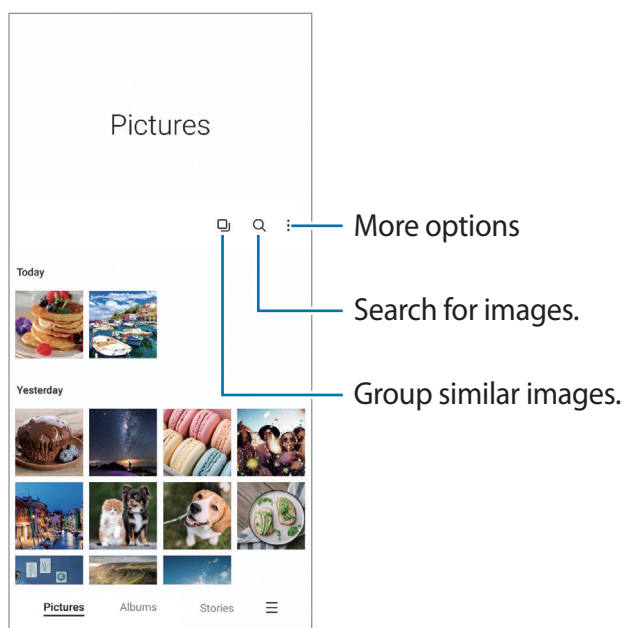 Pictures
More options
Today
Search for images.
Yesterday
Group similar images.
Pictures Albums Stories